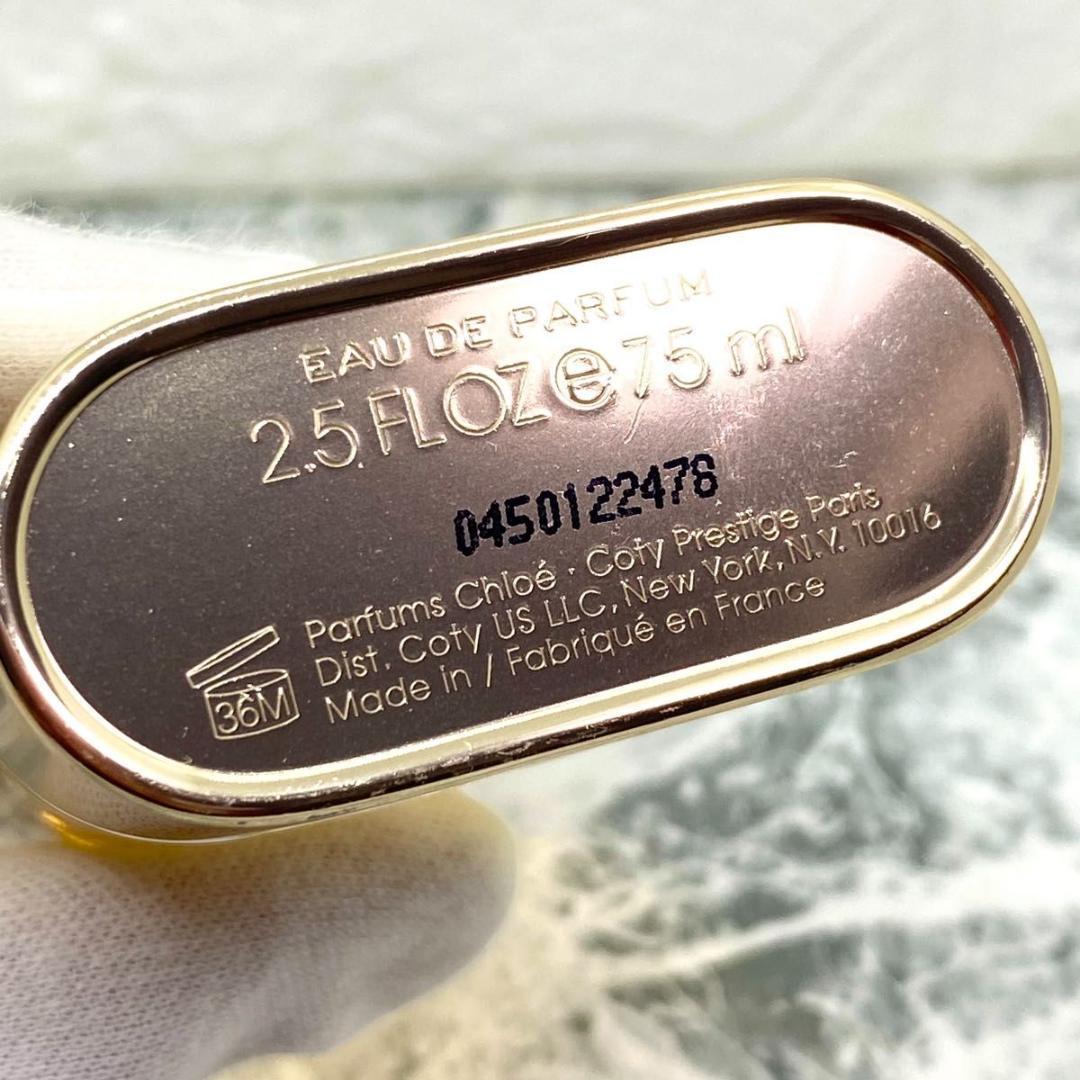 EAU DE PARFUM
2.5 FL OZ e 75 ml
0450122478
Parfums Chloé · Coty Prestige Paris
Dist. Coty US LLC, New York, N.Y. 10016
Made in / Fabriqué en France
36M